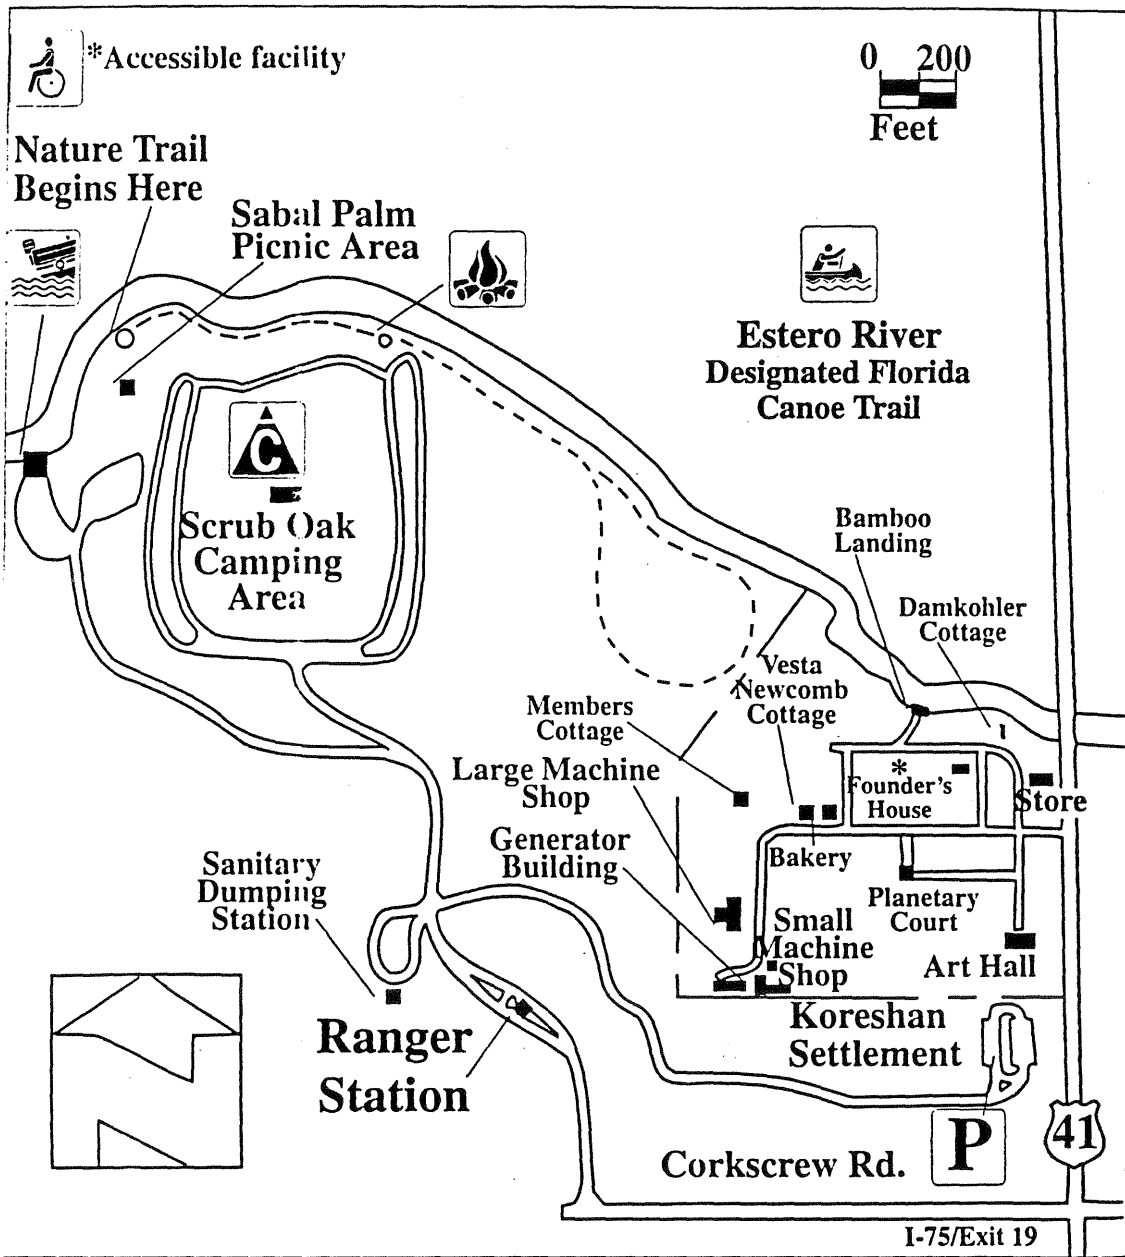 *Accessible facility
0 200
Feet
Nature Trail
Begins Here
Sabal Palm
Picnic Area
Estero River
Designated Florida
Canoe Trail
C
Scrub Oak
Camping
Area
Bamboo
Landing
Damkohler
Cottage
Vesta
Newcomb
Cottage
Members
Cottage
Large Machine
Shop
*
Founder's
House
Store
Generator
Building
Bakery
Sanitary
Dumping
Station
Planetary
Court
Small
Machine
Shop
Art Hall
Ranger
Station
Koreshan
Settlement
P
41
Corkscrew Rd.
I-75/Exit 19